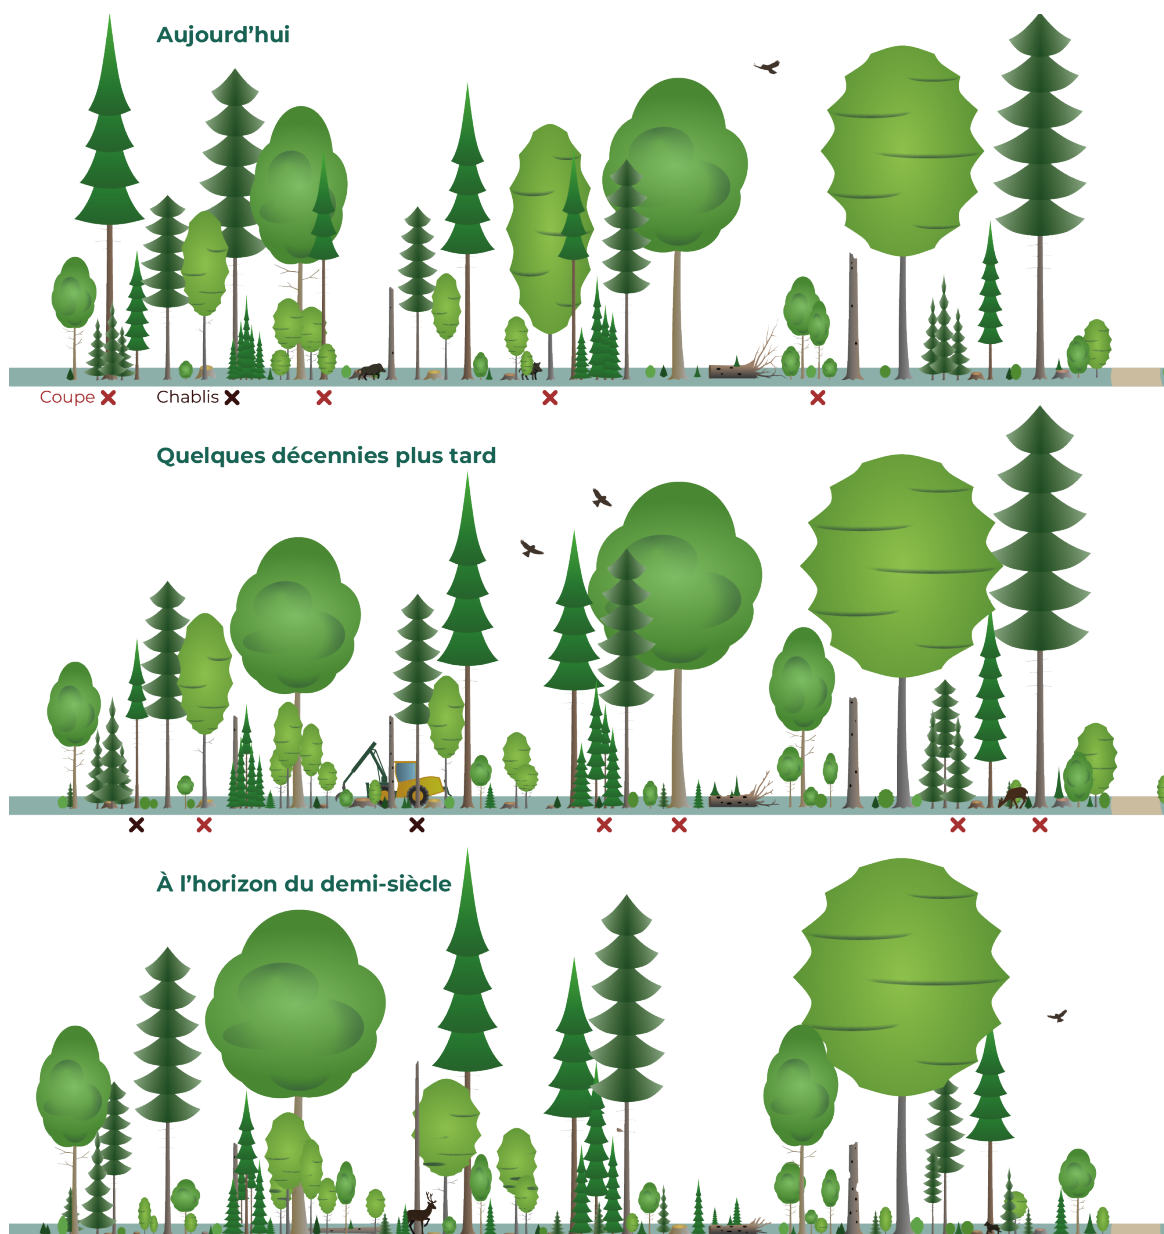 Aujourd’hui
Coupe
Chablis
Quelques décennies plus tard
À l’horizon du demi-siècle